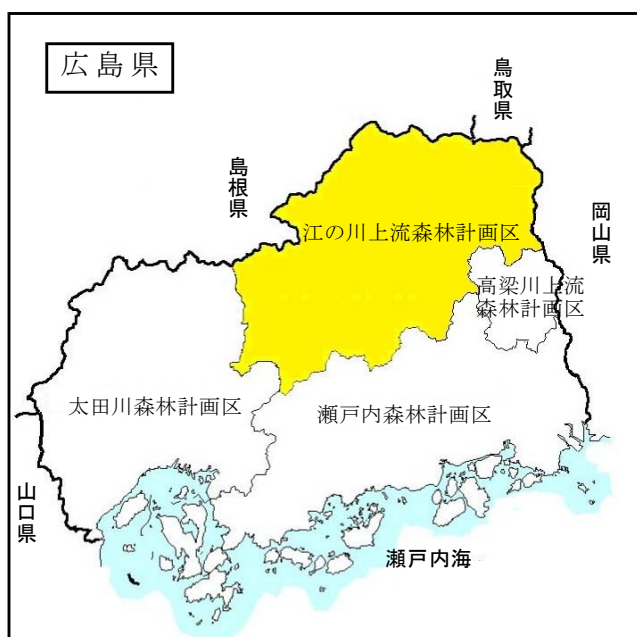 広島県
鳥取県
島根県
岡山県
江の川上流森林計画区
高梁川上流
森林計画区
太田川森林計画区
瀬戸内森林計画区
山口県
瀬戸内海